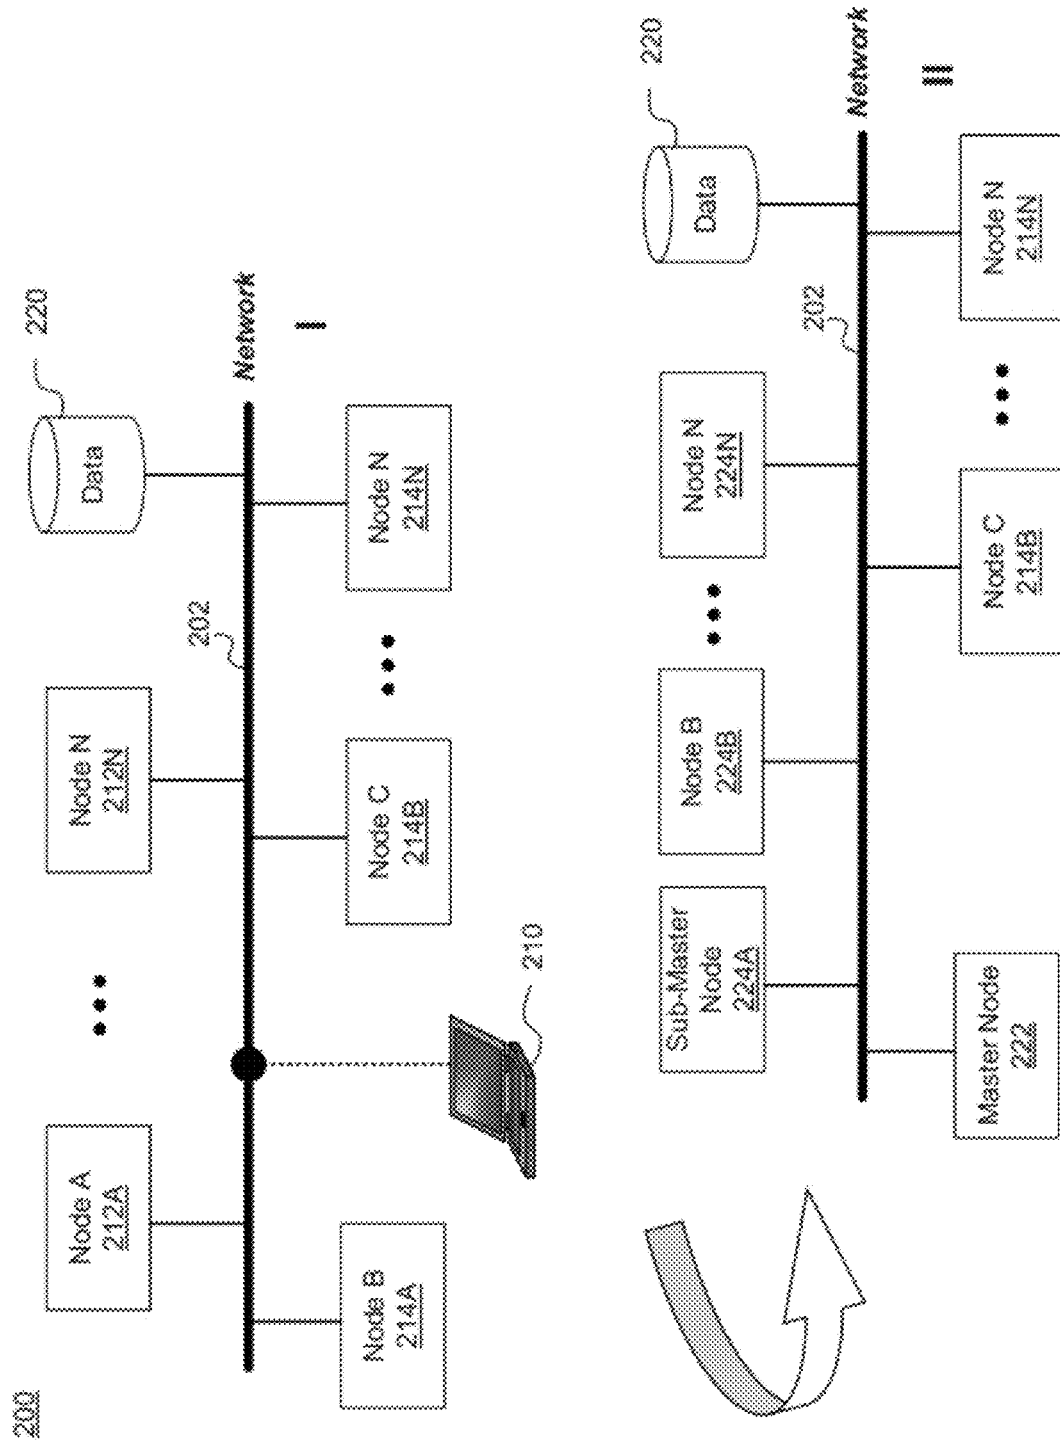 200
Node A
212A
Node N
212N
Data
220
202
Network
Node B
214A
210
Node C
214B
Node N
214N
I
Sub-Master
Node
224A
Node B
224B
Node N
224N
Data
220
202
Network
Master Node
222
Node C
214B
Node N
214N
II